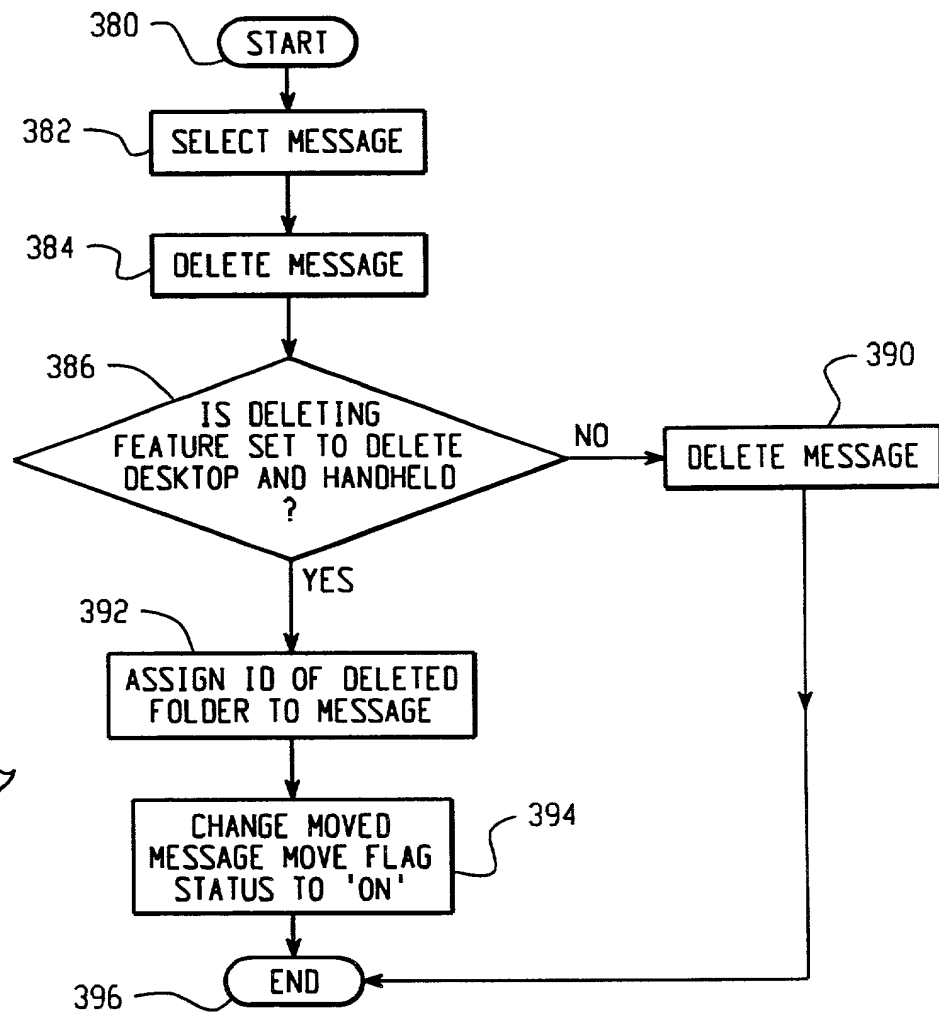 380
START
382
SELECT MESSAGE
384
DELETE MESSAGE
386
IS DELETING
FEATURE SET TO DELETE
DESKTOP AND HANDHELD
?
NO
390
DELETE MESSAGE
YES
392
ASSIGN ID OF DELETED
FOLDER TO MESSAGE
394
CHANGE MOVED
MESSAGE MOVE FLAG
STATUS TO 'ON'
END
396